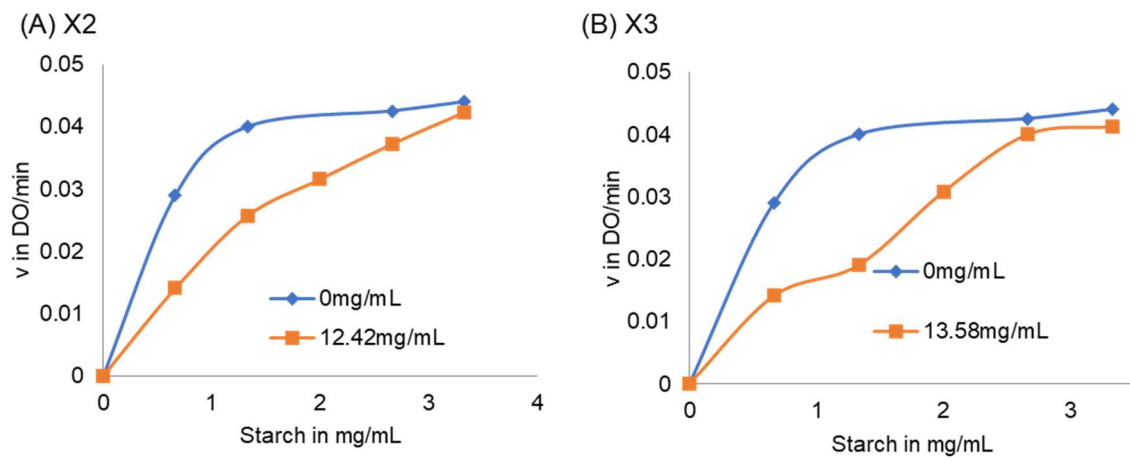 (A) X2
0.05
0.04
0.03
0.02
0.01
0
v in DO/min
0mg/mL
12.42mg/mL
0 1 2 3 4
Starch in mg/mL
(B) X3
0.05
0.04
0.03
0.02
0.01
0
v in DO/min
0mg/mL
13.58mg/mL
0 1 2 3
Starch in mg/mL